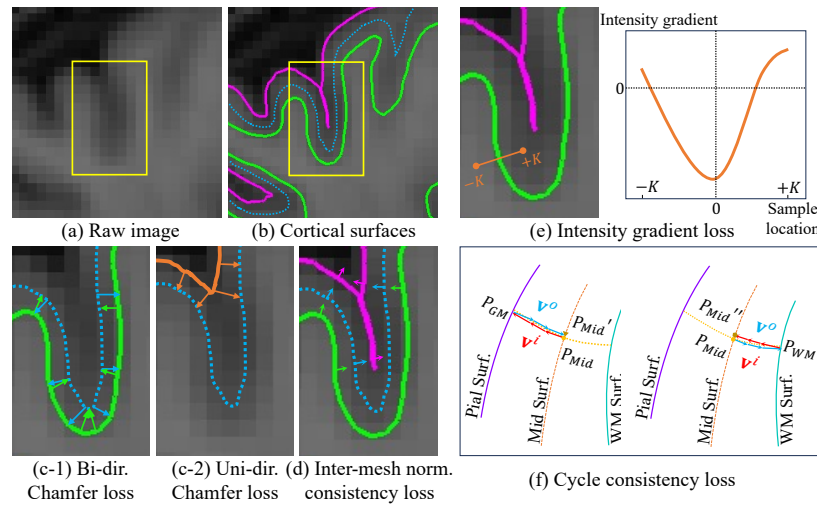 (a) Raw image
(b) Cortical surfaces
−K
+K
Intensity gradient
0
−K
+K
0
Sample
location
(e) Intensity gradient loss
(c-1) Bi-dir.
Chamfer loss
(c-2) Uni-dir.
Chamfer loss
(d) Inter-mesh norm.
consistency loss
P_GM
v^o
v^i
P_Mid'
P_Mid
Pial Surf.
Mid Surf.
WM Surf.
P_Mid''
v^o
P_Mid
v^i
P_WM
Pial Surf.
Mid Surf.
WM Surf.
(f) Cycle consistency loss